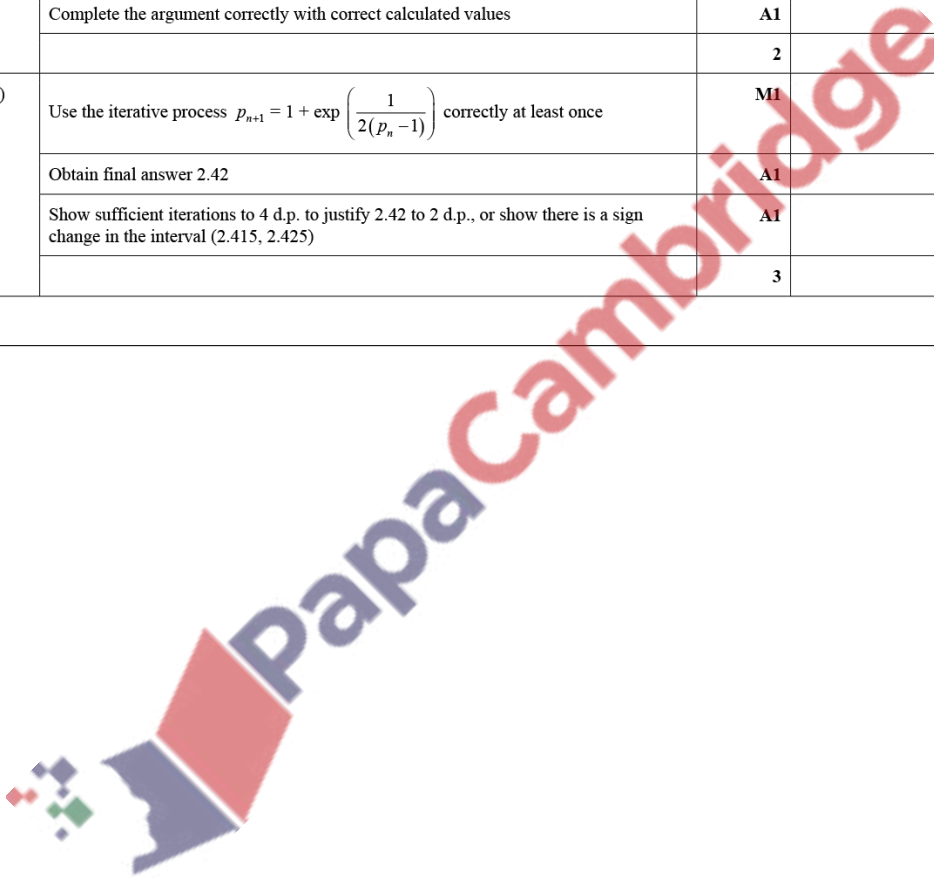 Complete the argument correctly with correct calculated values A1
2
) Use the iterative process pₙ₊₁ = 1 + exp(1/(2(pₙ − 1))) correctly at least once M1
Obtain final answer 2.42 A1
Show sufficient iterations to 4 d.p. to justify 2.42 to 2 d.p., or show there is a sign A1
change in the interval (2.415, 2.425)
3
PapaCambridge